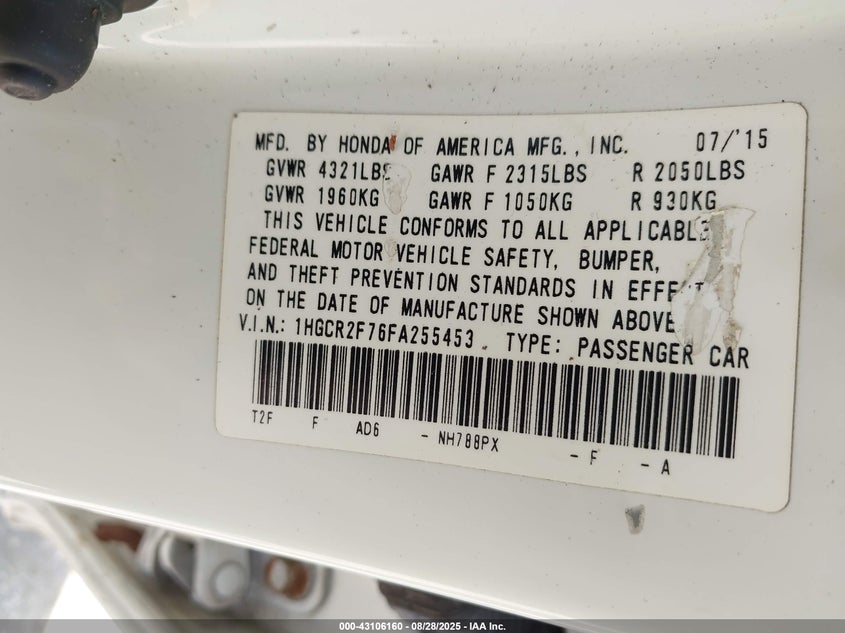 MFD. BY HONDA OF AMERICA MFG., INC. 07/'15
GVWR 4321LBS GAWR F 2315LBS R 2050LBS
GVWR 1960KG GAWR F 1050KG R 930KG
THIS VEHICLE CONFORMS TO ALL APPLICABLE
FEDERAL MOTOR VEHICLE SAFETY, BUMPER,
AND THEFT PREVENTION STANDARDS IN EFFECT
ON THE DATE OF MANUFACTURE SHOWN ABOVE
V.I.N.: 1HGCR2F76FA255453 TYPE: PASSENGER CAR
T2F F AD6 - NH788PX - F - A
000-43106160 - 08/28/2025 - IAA Inc.